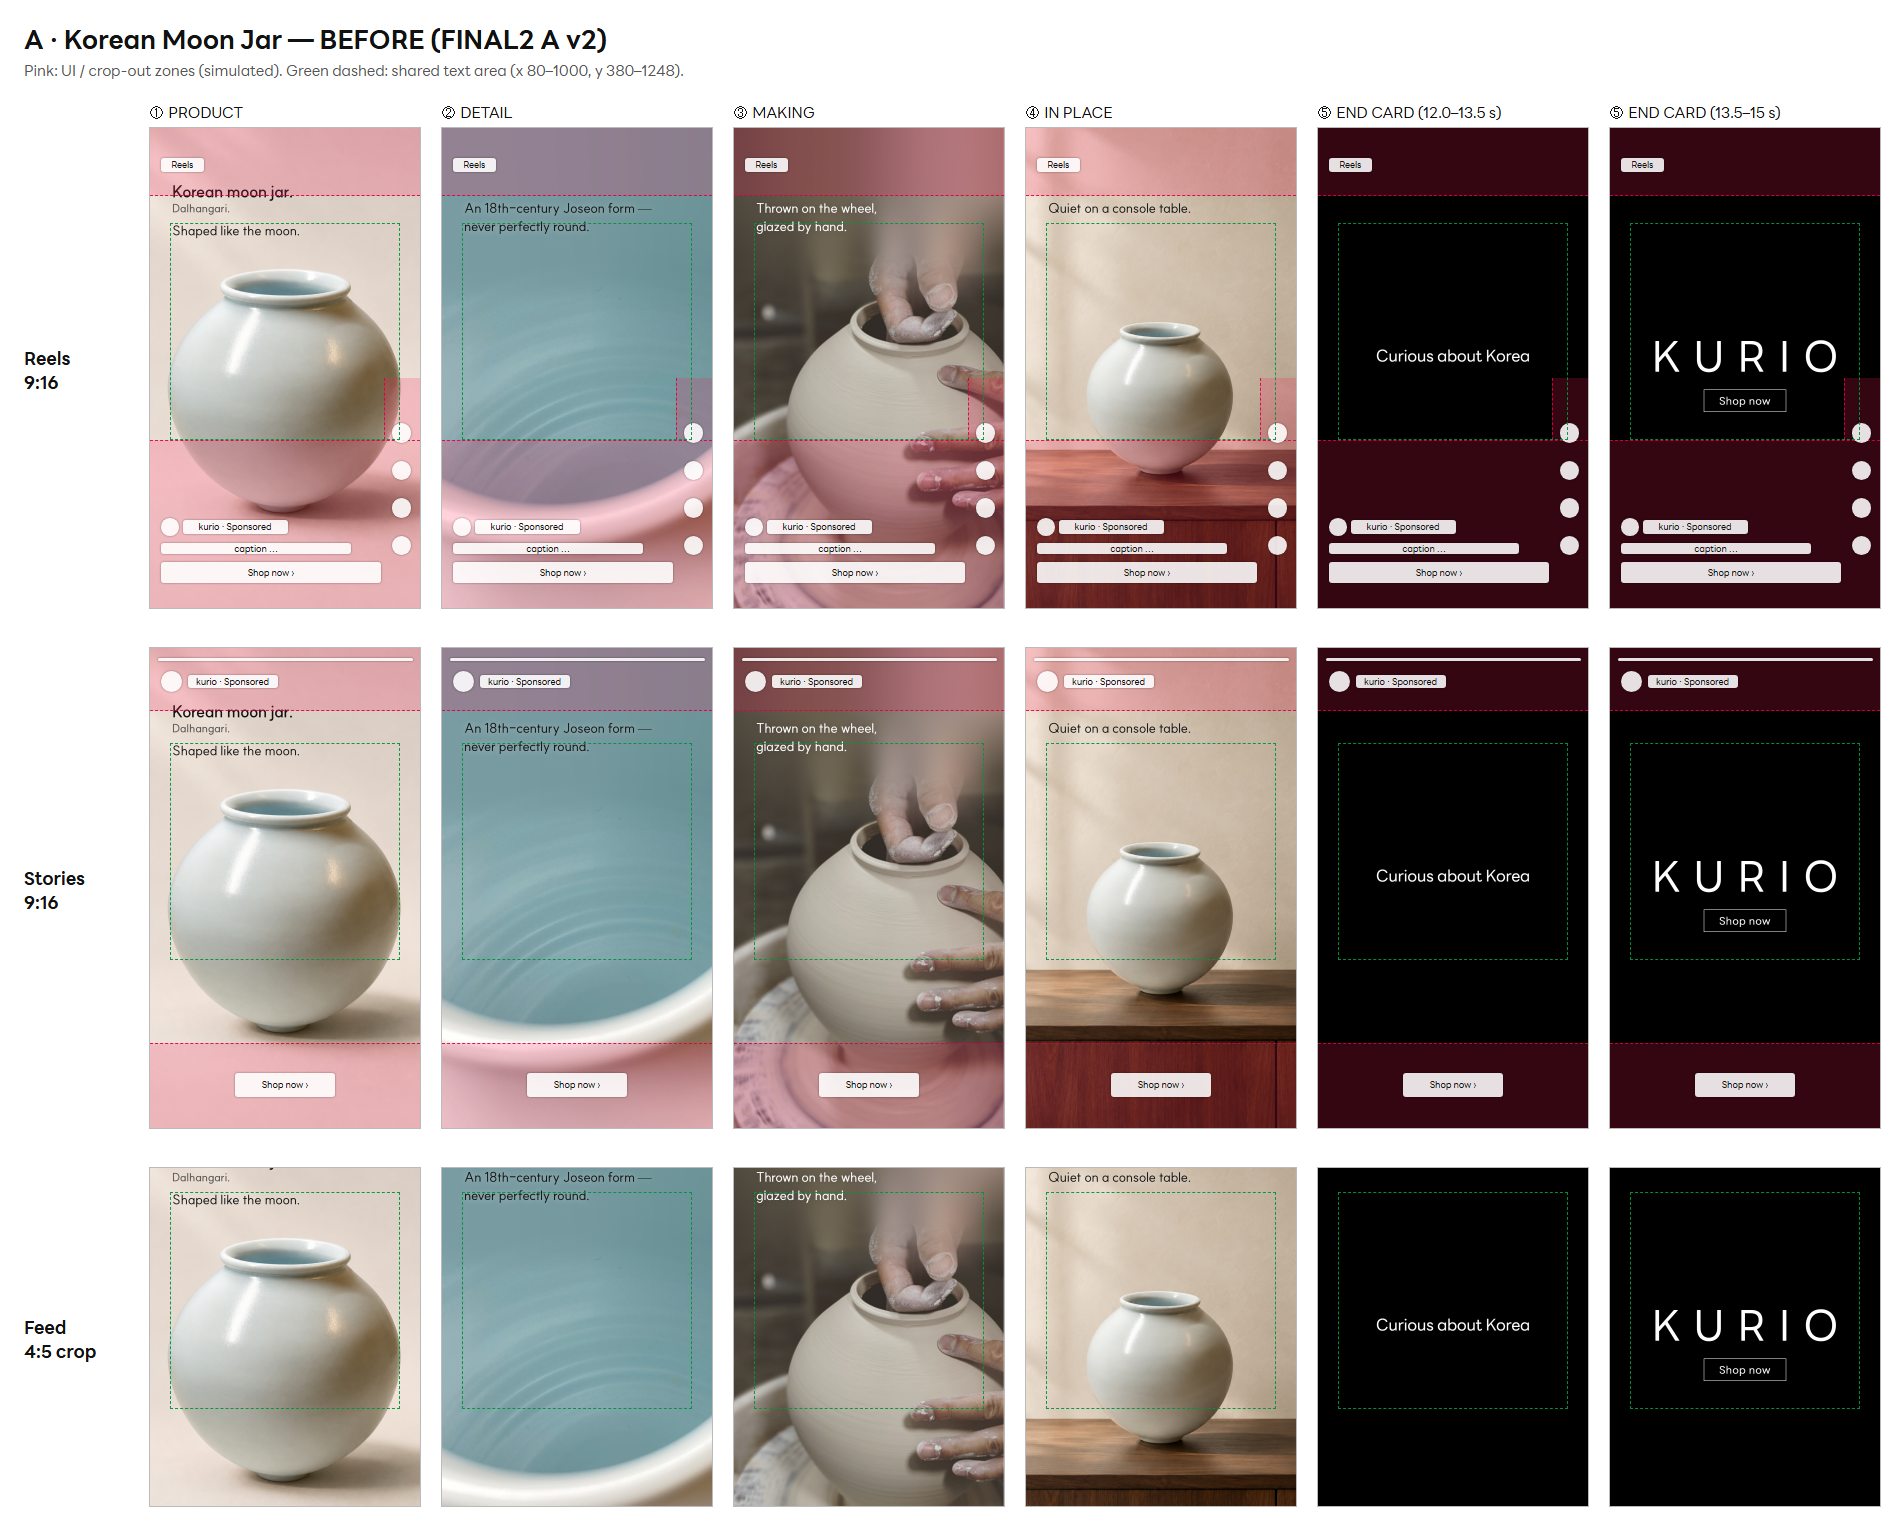 A · Korean Moon Jar — BEFORE (FINAL2 A v2)
Pink: UI / crop-out zones (simulated). Green dashed: shared text area (x 80–1000, y 380–1248).
① PRODUCT
② DETAIL
③ MAKING
④ IN PLACE
⑤ END CARD (12.0–13.5 s)
⑤ END CARD (13.5–15 s)
Reels
9:16
Reels
Korean moon jar.
Dalhangari.
Shaped like the moon.
kurio · Sponsored
caption ...
Shop now ›
Reels
An 18th-century Joseon form —
never perfectly round.
kurio · Sponsored
caption ...
Shop now ›
Reels
Thrown on the wheel,
glazed by hand.
kurio · Sponsored
caption ...
Shop now ›
Reels
Quiet on a console table.
kurio · Sponsored
caption ...
Shop now ›
Reels
Curious about Korea
kurio · Sponsored
caption ...
Shop now ›
Reels
KURIO
Shop now
kurio · Sponsored
caption ...
Shop now ›
Stories
9:16
kurio · Sponsored
Korean moon jar.
Dalhangari.
Shaped like the moon.
Shop now ›
kurio · Sponsored
An 18th-century Joseon form —
never perfectly round.
Shop now ›
kurio · Sponsored
Thrown on the wheel,
glazed by hand.
Shop now ›
kurio · Sponsored
Quiet on a console table.
Shop now ›
kurio · Sponsored
Curious about Korea
Shop now ›
kurio · Sponsored
KURIO
Shop now
Shop now ›
Feed
4:5 crop
Dalhangari.
Shaped like the moon.
An 18th-century Joseon form —
never perfectly round.
Thrown on the wheel,
glazed by hand.
Quiet on a console table.
Curious about Korea
KURIO
Shop now